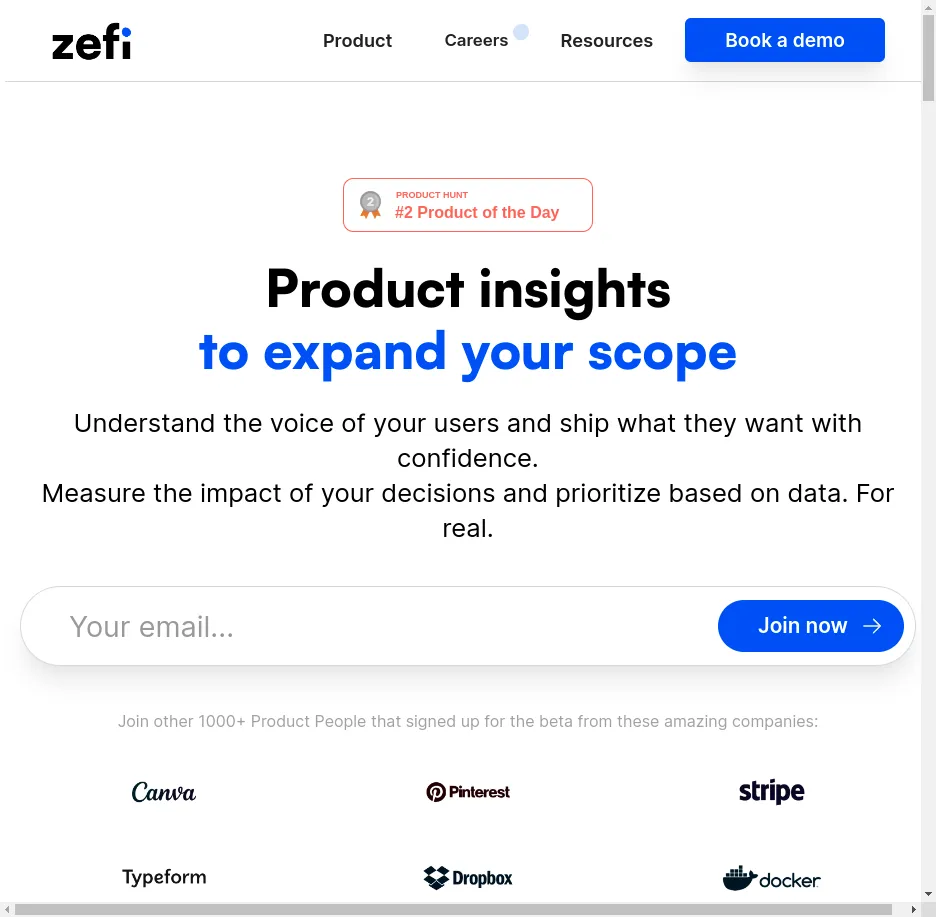 zefi
Product
Careers
Resources
Book a demo
2
PRODUCT HUNT
#2 Product of the Day
Product insights
to expand your scope
Understand the voice of your users and ship what they want with
confidence.
Measure the impact of your decisions and prioritize based on data. For
real.
Your email...
Join now
Join other 1000+ Product People that signed up for the beta from these amazing companies:
Canva
Pinterest
stripe
Typeform
Dropbox
docker